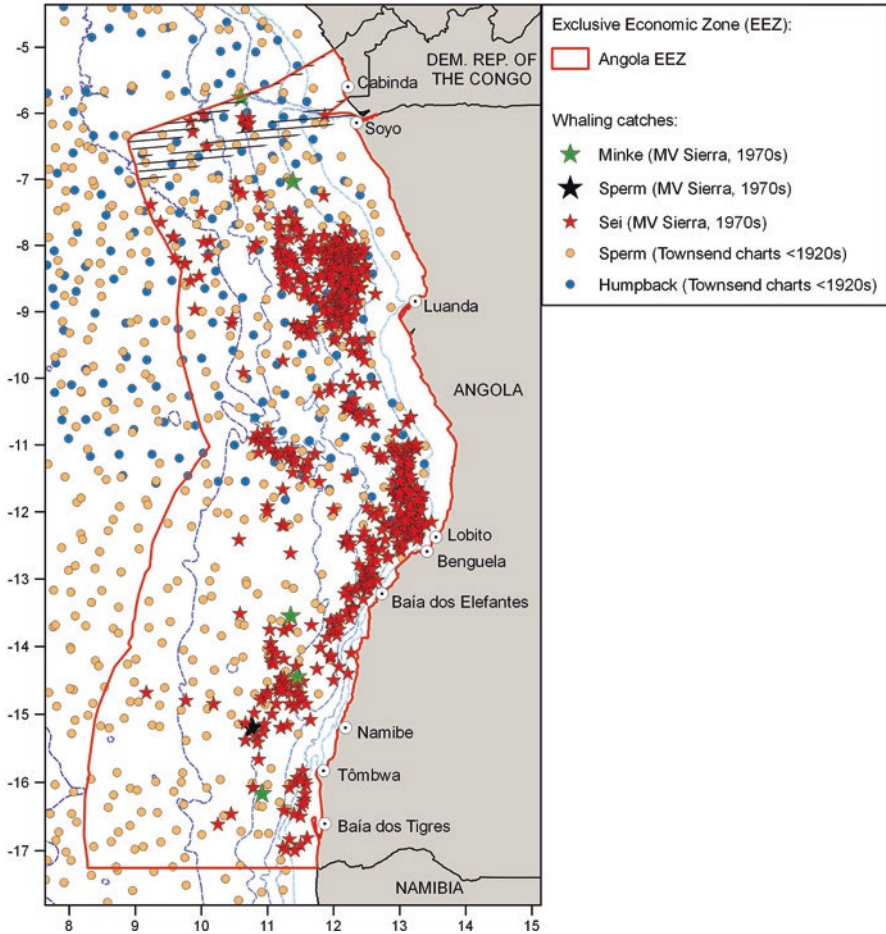 -5
-6
-7
-8
-9
-10
-11
-12
-13
-14
-15
-16
-17
8 9 10 11 12 13 14 15
DEM. REP. OF
THE CONGO
Cabinda
Soyo
Luanda
ANGOLA
Lobito
Benguela
Baía dos Elefantes
Namibe
Tômbwa
Baía dos Tigres
NAMIBIA
Exclusive Economic Zone (EEZ):
Angola EEZ
Whaling catches:
Minke (MV Sierra, 1970s)
Sperm (MV Sierra, 1970s)
Sei (MV Sierra, 1970s)
Sperm (Townsend charts <1920s)
Humpback (Townsend charts <1920s)